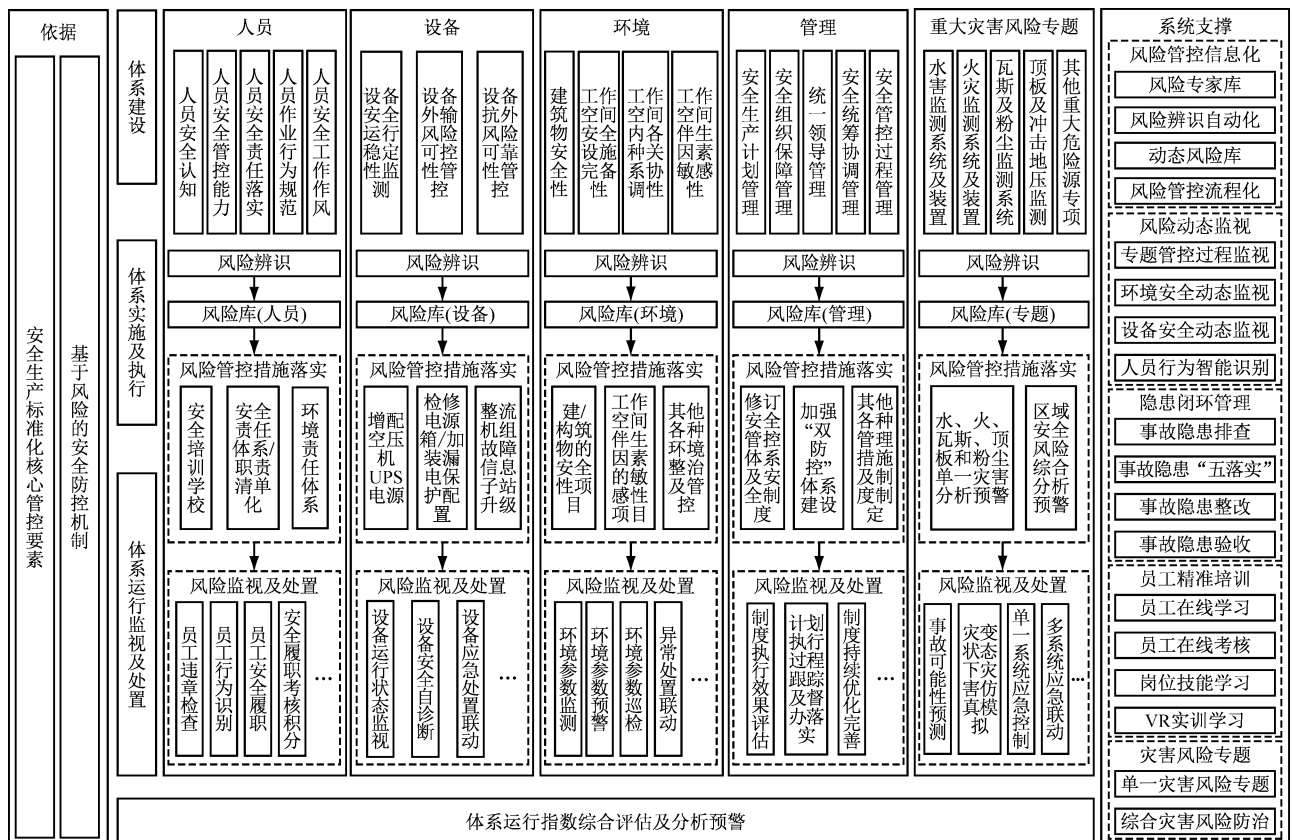 依据
安全生产标准化核心管控要素
基于风险的安全防控机制
体系建设
体系实施及执行
体系运行监视及处置
人员
人员安全认知
人员安全管控能力
人员安全责任落实
人员作业行为规范
人员安全工作作风
风险辨识
风险库(人员)
风险管控措施落实
安全培训学校
安全责任体系/职责清单化
环境责任体系
风险监视及处置
员工违章检查
员工行为识别
员工安全履职
安全履职考核积分
…
设备
设备安全运行稳定性监测
设备外输风险可控性管控
设备抗外风险可靠性管控
风险辨识
风险库(设备)
风险管控措施落实
增配空压机UPS电源
检修电源箱/加装漏电保护配置
整流机组故障信息子站升级
风险监视及处置
设备运行状态监视
设备安全自诊断
设备应急处置联动
…
环境
建筑物安全性
工作空间安全设施完备性
工作空间内各种关系协调性
工作空间伴生因素敏感性
风险辨识
风险库(环境)
风险管控措施落实
建/构筑物的安全性项目
工作空间伴生因素的敏感性项目
其他各种环境整治及管控
风险监视及处置
环境参数监测
环境参数预警
环境参数巡检
异常处置联动
…
管理
安全生产计划管理
安全组织保障管理
统一领导管理
安全统筹协调管理
安全管控过程管理
风险辨识
风险库(管理)
风险管控措施落实
修订安全管控体系及安全制度
加强“双防控”体系建设
其他各种管理措施及制度制定
风险监视及处置
制度执行效果评估
计划执行过程跟踪及督办落实
制度持续优化完善
…
重大灾害风险专题
水害监测系统及装置
火灾监测系统及装置
瓦斯及粉尘监测系统
顶板及冲击地压监测
其他重大危险源专项
风险辨识
风险库(专题)
风险管控措施落实
水、火、瓦斯、顶板和粉尘单一灾害分析预警
区域安全风险综合分析预警
风险监视及处置
事故可能性预测
灾变状态下灾害仿真模拟
单一系统应急控制
多系统应急联动
…
体系运行指数综合评估及分析预警
系统支撑
风险管控信息化
风险专家库
风险辨识自动化
动态风险库
风险管控流程化
风险动态监视
专题管控过程监视
环境安全动态监视
设备安全动态监视
人员行为智能识别
隐患闭环管理
事故隐患排查
事故隐患“五落实”
事故隐患整改
事故隐患验收
员工精准培训
员工在线学习
员工在线考核
岗位技能学习
VR实训学习
灾害风险专题
单一灾害风险专题
综合灾害风险防治